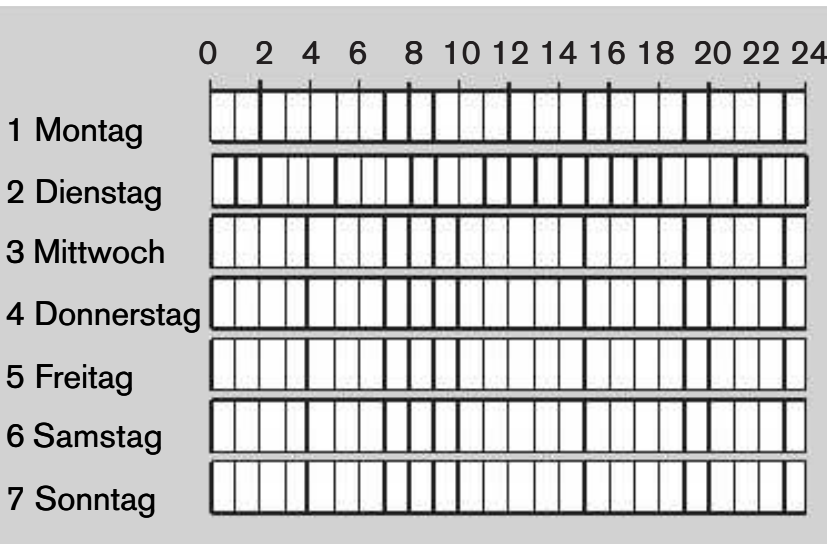 0 2 4 6 8 10 12 14 16 18 20 22 24
1 Montag
2 Dienstag
3 Mittwoch
4 Donnerstag
5 Freitag
6 Samstag
7 Sonntag